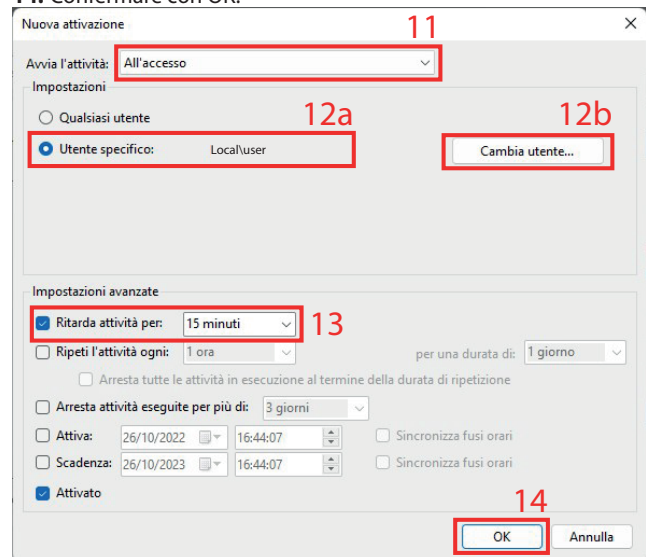 14. Confermare con OK.
Nuova attivazione
11
Avvia l'attività: All'accesso
Impostazioni
Qualsiasi utente
12a
12b
Utente specifico: Local\user
Cambia utente...
Impostazioni avanzate
Ritarda attività per: 15 minuti
13
Ripeti l'attività ogni: 1 ora per una durata di: 1 giorno
Arresta tutte le attività in esecuzione al termine della durata di ripetizione
Arresta attività eseguite per più di: 3 giorni
Attiva: 26/10/2022 16:44:07 Sincronizza fusi orari
Scadenza: 26/10/2023 16:44:07 Sincronizza fusi orari
Attivato
14
OK Annulla